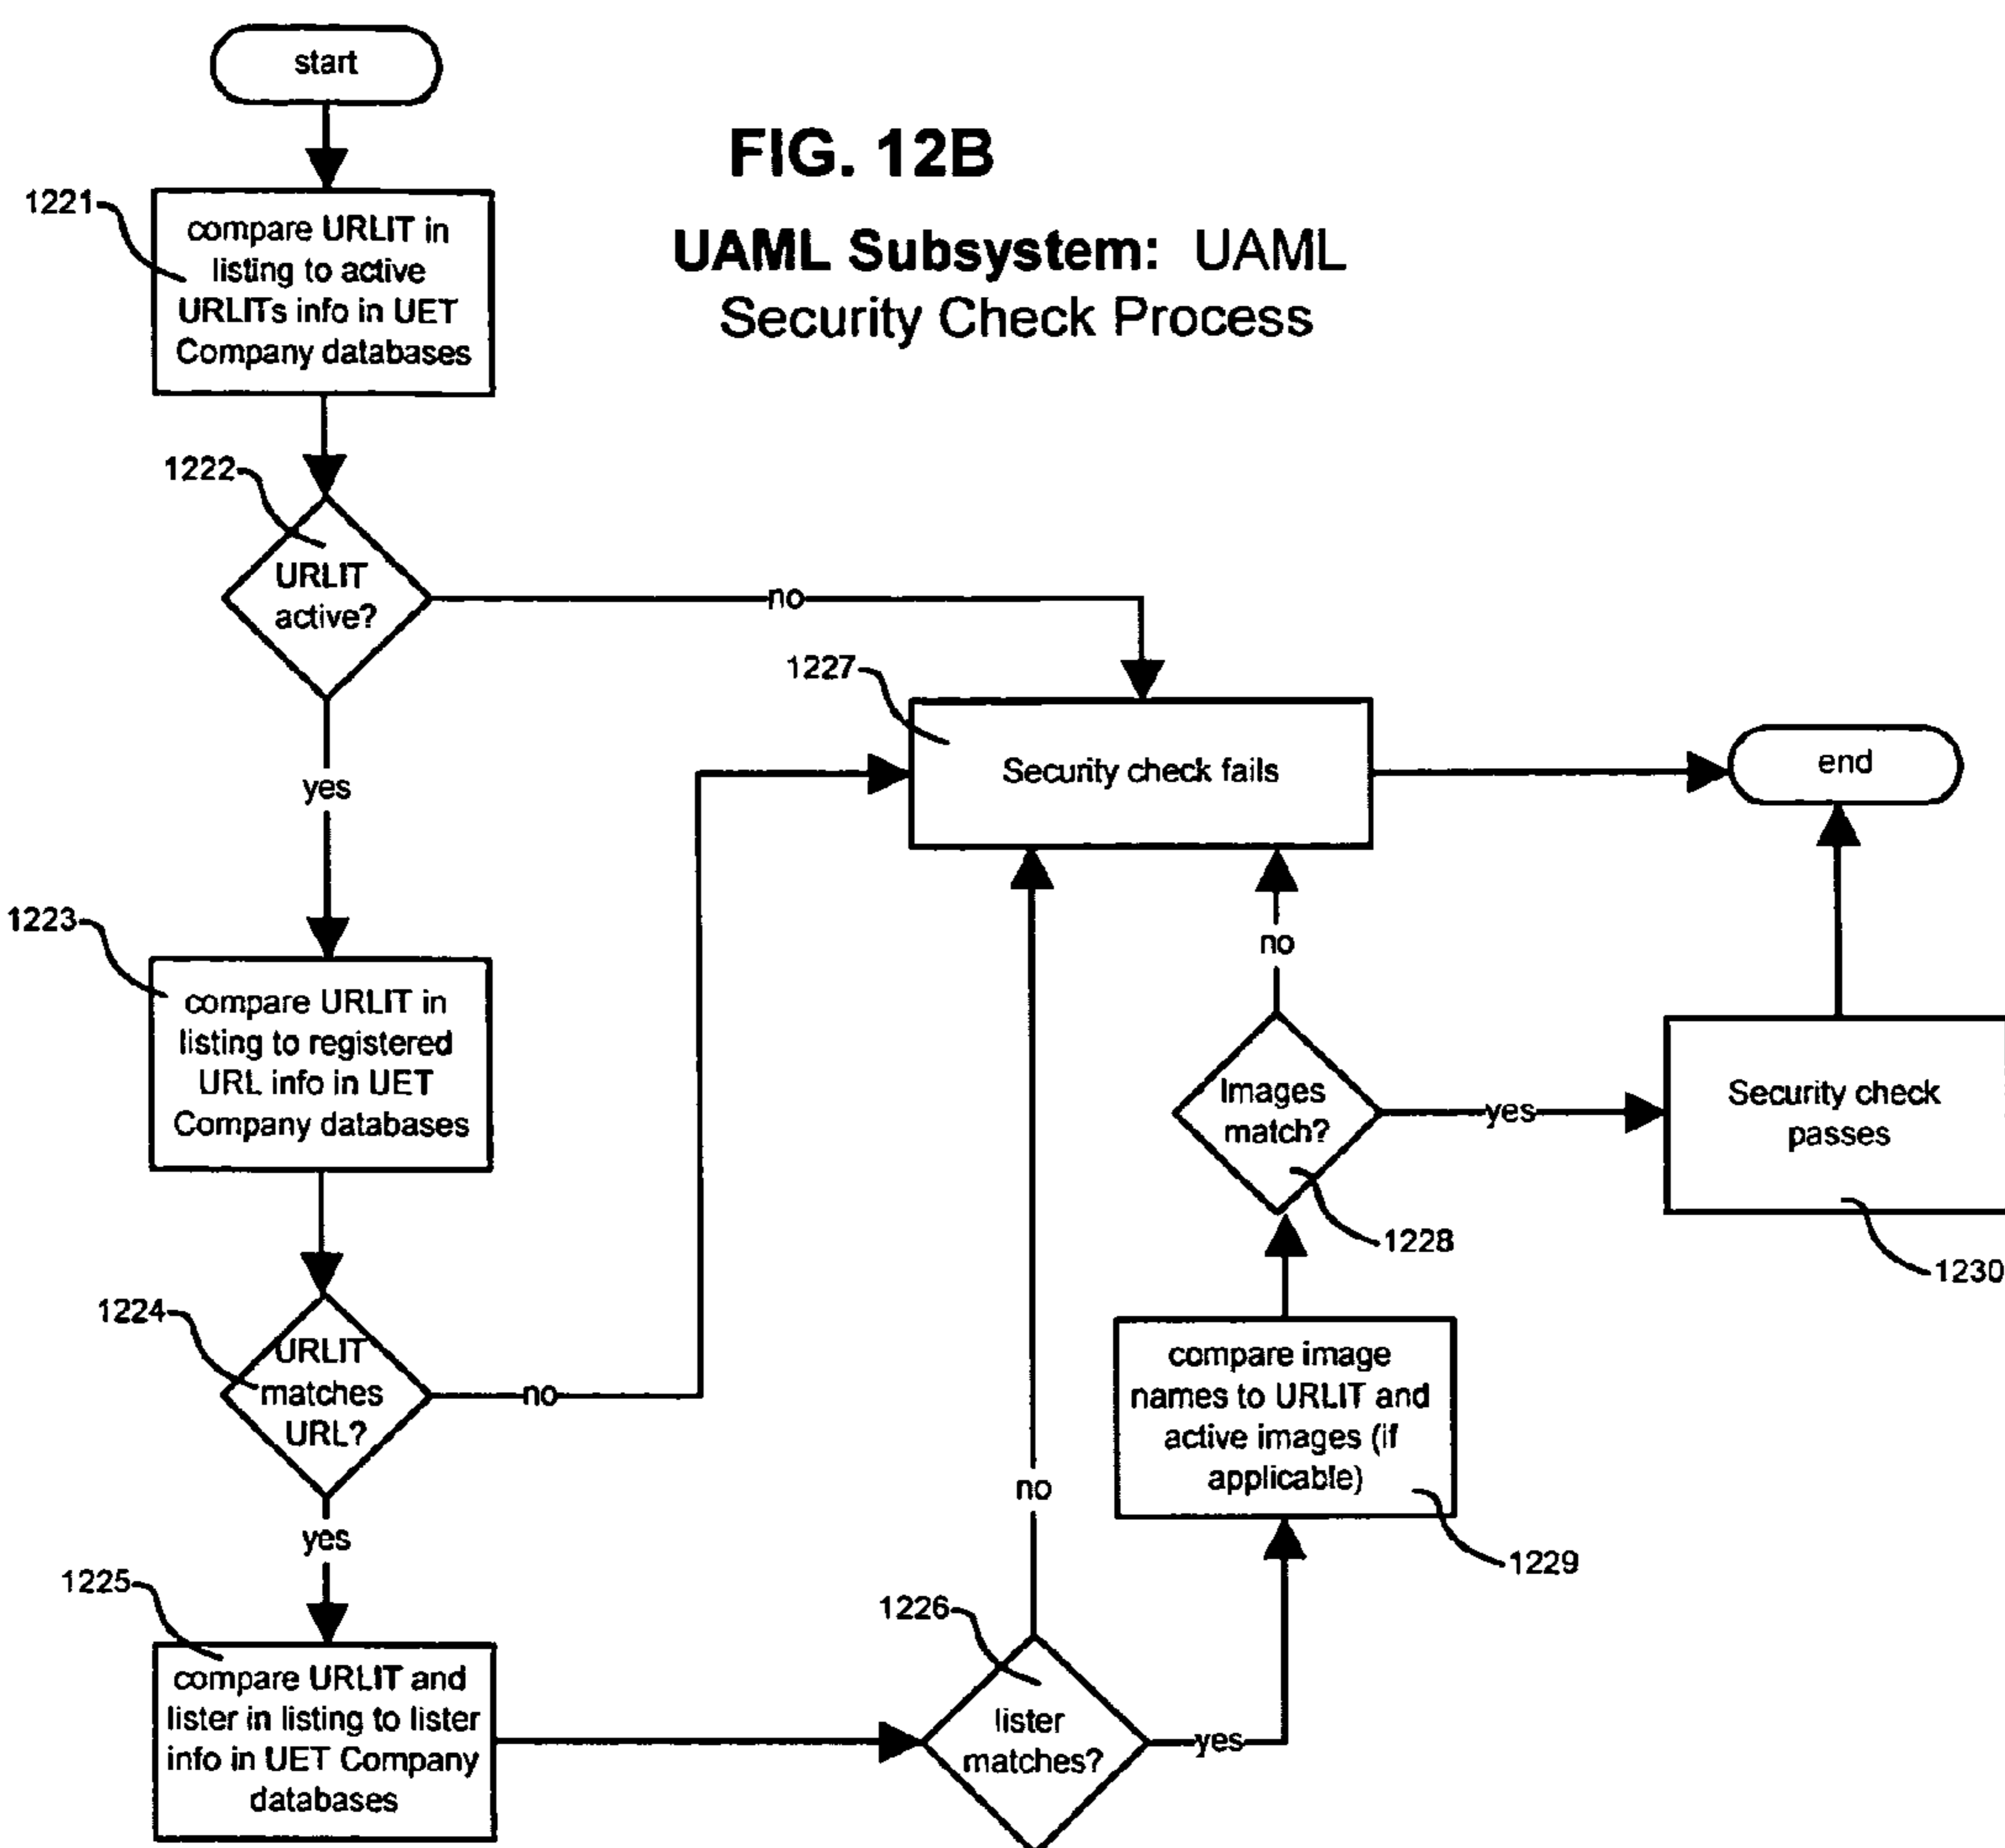 start
FIG. 12B
UAML Subsystem: UAML
Security Check Process
1221
compare URLIT in
listing to active
URLITs info in UET
Company databases
1222
URLIT
active?
no
yes
1227
Security check fails
end
1223
compare URLIT in
listing to registered
URL info in UET
Company databases
no
Images
match?
yes
Security check
passes
1228
1230
1224
URLIT
matches
URL?
no
yes
compare image
names to URLIT and
active images (if
applicable)
1229
no
1225
compare URLIT and
lister in listing to lister
info in UET Company
databases
1226
lister
matches?
yes